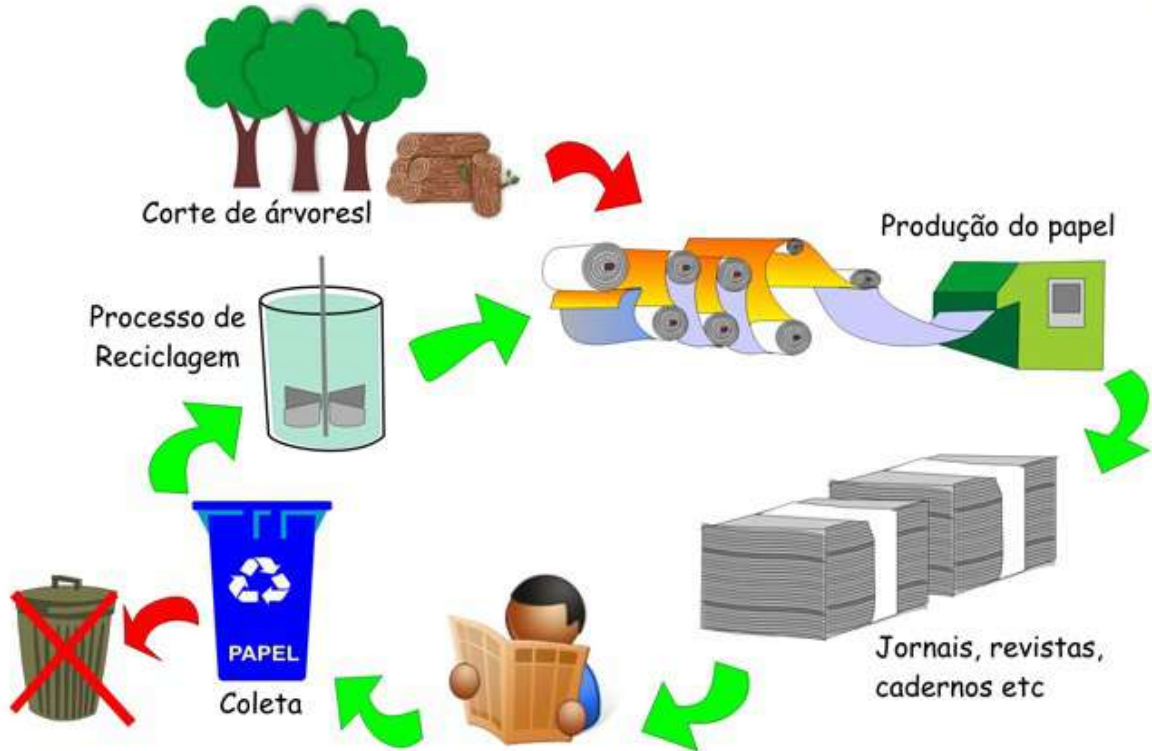 Corte de árvoresl
Produção do papel
Processo de
Reciclagem
PAPEL
Coleta
Jornais, revistas,
cadernos etc